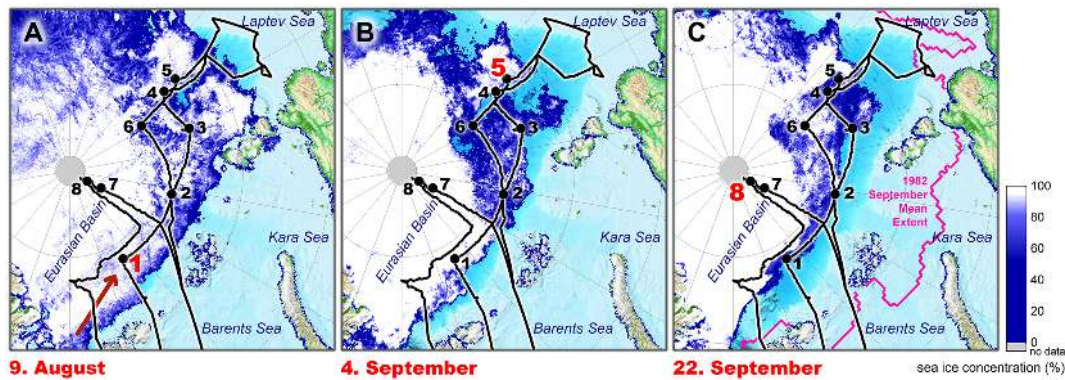 A
Laptev Sea
5
4
6
3
8
7
2
Eurasian Basin
Kara Sea
1
Barents Sea
9. August
B
Laptev Sea
5
4
6
3
8
7
2
Eurasian Basin
Kara Sea
1
Barents Sea
4. September
C
Laptev Sea
5
4
6
3
8
7
2
1982
September
Mean
Extent
Eurasian Basin
Kara Sea
1
Barents Sea
22. September
100
80
60
40
20
0
no data
sea ice concentration (%)